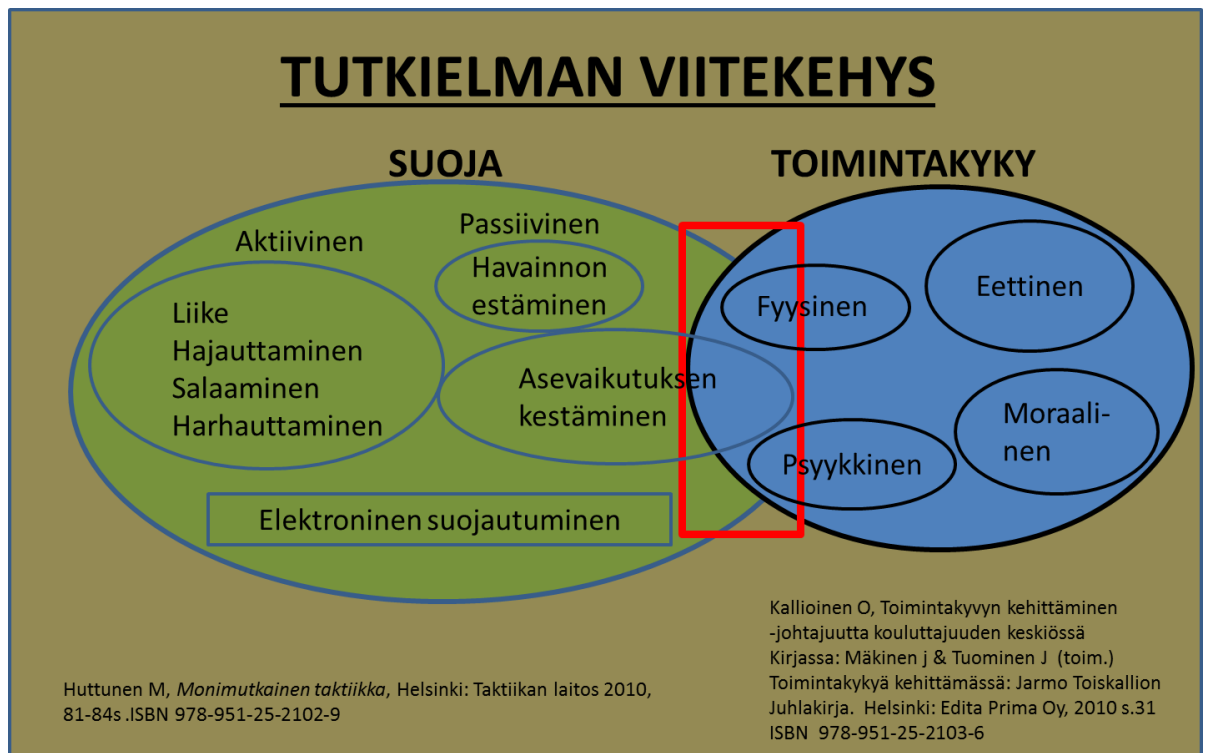 TUTKIELMAN VIITEKEHYS
SUOJA
TOIMINTAKYKY
Aktiivinen
Passiivinen
Havainnon
estäminen
Liike
Hajauttaminen
Salaaminen
Harhauttaminen
Asevaikutuksen
kestäminen
Elektroninen suojautuminen
Fyysinen
Eettinen
Moraali-
nen
Psyykkinen
Huttunen M, Monimutkainen taktiikka, Helsinki: Taktiikan laitos 2010,
81-84s .ISBN 978-951-25-2102-9
Kallioinen O, Toimintakyvyn kehittäminen
-johtajuutta kouluttajuuden keskiössä
Kirjassa: Mäkinen j & Tuominen J (toim.)
Toimintakykyä kehittämässä: Jarmo Toiskallion
Juhlakirja. Helsinki: Edita Prima Oy, 2010 s.31
ISBN 978-951-25-2103-6